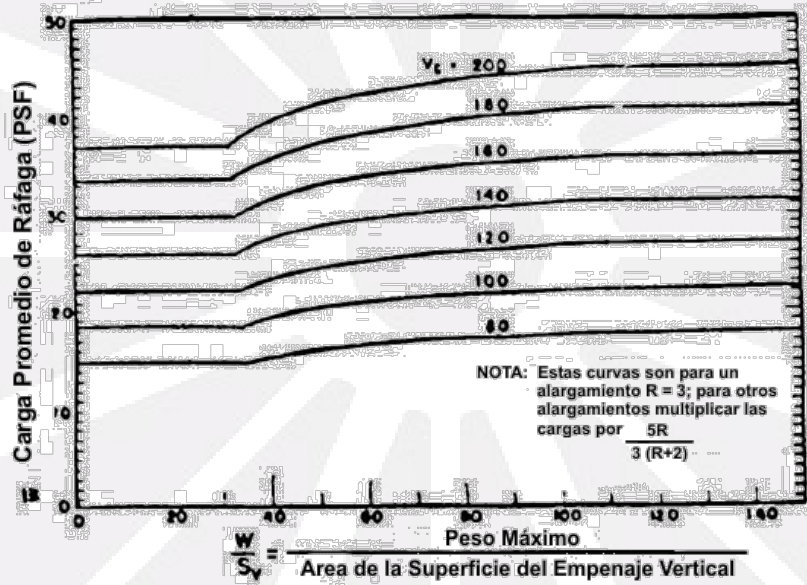 Carga Promedio de Ráfaga (PSF)
50
40
30
20
10
0
V_c = 200
180
160
140
120
100
80
NOTA: Estas curvas son para un
alargamiento R = 3; para otros
alargamientos multiplicar las
cargas por 5R
3 (R+2)
0 20 40 60 80 100 120 140
W
S_v
=
Peso Máximo
Area de la Superficie del Empenaje Vertical